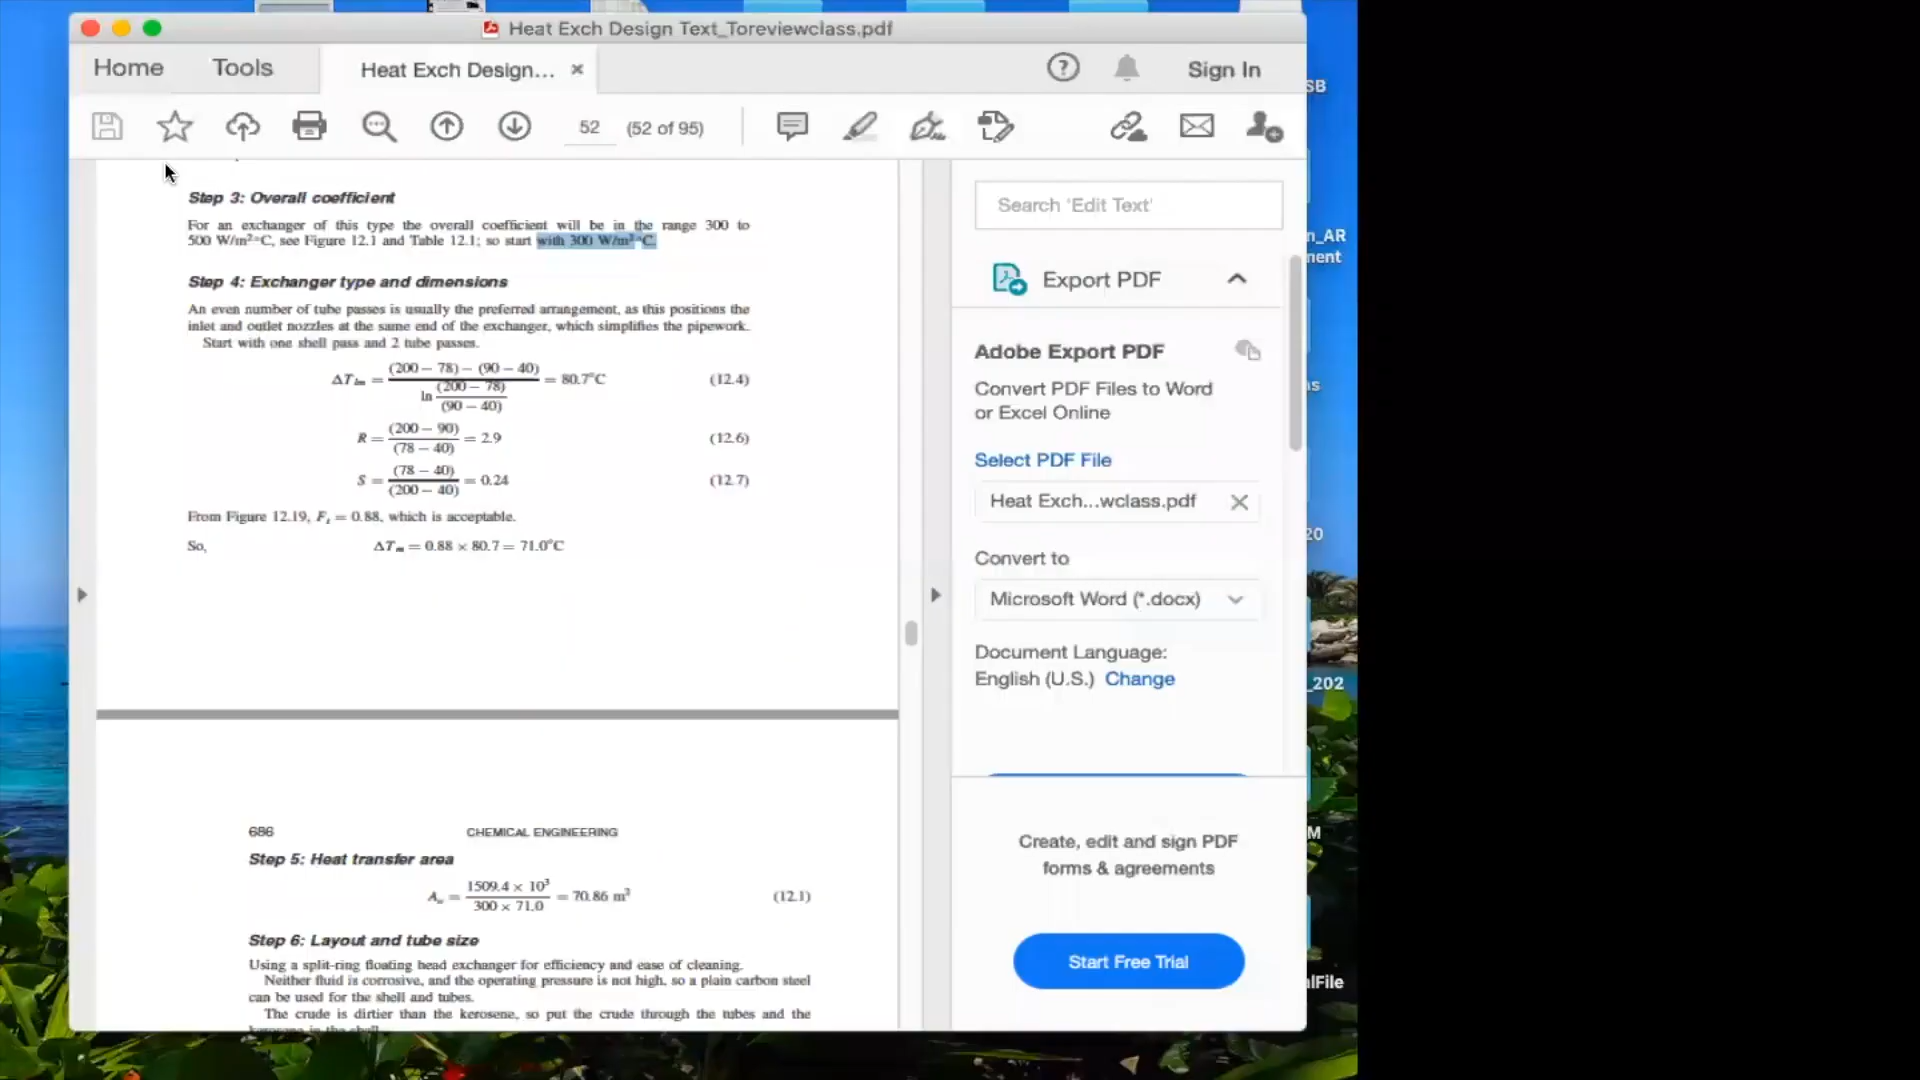 Heat Exch Design Text_Toreviewclass.pdf
Home
Tools
Heat Exch Design...
Sign In
52
(52 of 95)
Step 3: Overall coefficient
For an exchanger of this type the overall coefficient will be in the range 300 to
500 W/m²°C, see Figure 12.1 and Table 12.1; so start with 300 W/m²°C.
Step 4: Exchanger type and dimensions
An even number of tube passes is usually the preferred arrangement, as this positions the
inlet and outlet nozzles at the same end of the exchanger, which simplifies the pipework.
Start with one shell pass and 2 tube passes.
ΔTlm = (200 − 78) − (90 − 40) / ln (200 − 78) / (90 − 40) = 80.7°C (12.4)
R = (200 − 90) / (78 − 40) = 2.9 (12.6)
S = (78 − 40) / (200 − 40) = 0.24 (12.7)
From Figure 12.19, Ft = 0.88, which is acceptable.
So, ΔTm = 0.88 × 80.7 = 71.0°C
686 CHEMICAL ENGINEERING
Step 5: Heat transfer area
Ao = 1509.4 × 10³ / 300 × 71.0 = 70.86 m² (12.1)
Step 6: Layout and tube size
Using a split-ring floating head exchanger for efficiency and ease of cleaning.
Neither fluid is corrosive, and the operating pressure is not high, so a plain carbon steel
can be used for the shell and tubes.
The crude is dirtier than the kerosene, so put the crude through the tubes and the
kerosene in the shell.
Search 'Edit Text'
Export PDF
Adobe Export PDF
Convert PDF Files to Word
or Excel Online
Select PDF File
Heat Exch...wclass.pdf
Convert to
Microsoft Word (*.docx)
Document Language:
English (U.S.) Change
Create, edit and sign PDF
forms & agreements
Start Free Trial
SB
n_AR
nent
20
_202
M
lFile